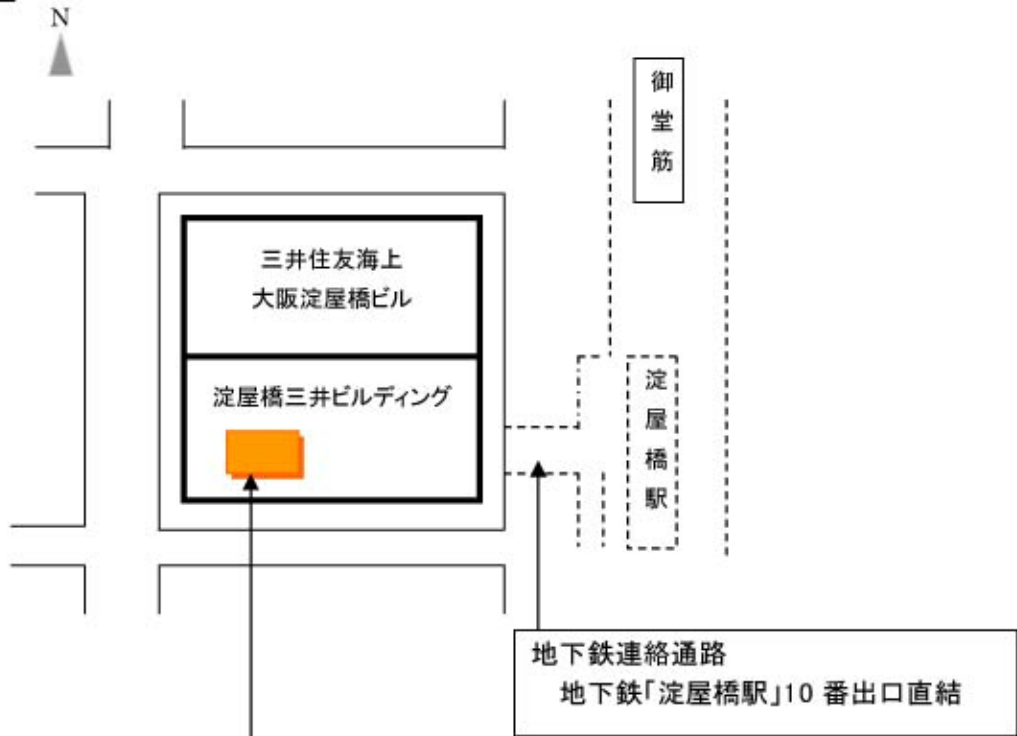 N
御堂筋
三井住友海上
大阪淀屋橋ビル
淀屋橋三井ビルディング
淀屋橋駅
地下鉄連絡通路
地下鉄「淀屋橋駅」10 番出口直結